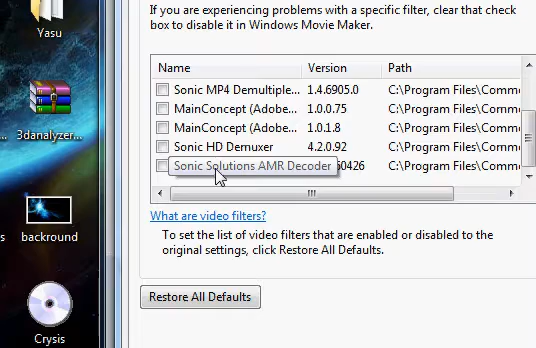 If you are experiencing problems with a specific filter, clear that check
box to disable it in Windows Movie Maker.
Name Version Path
Sonic MP4 Demultiple... 1.4.6905.0 C:\Program Files\Comm
MainConcept (Adobe... 1.0.0.75 C:\Program Files\Comm
MainConcept (Adobe... 1.0.1.8 C:\Program Files\Comm
Sonic HD Demuxer 4.2.0.92 C:\Program Files\Comm
Sonic Solutions AMR Decoder 60426 C:\Program Files\Comm
What are video filters?
To set the list of video filters that are enabled or disabled to the
original settings, click Restore All Defaults.
Restore All Defaults
Yasu
3danalyzer...
backround
Crysis